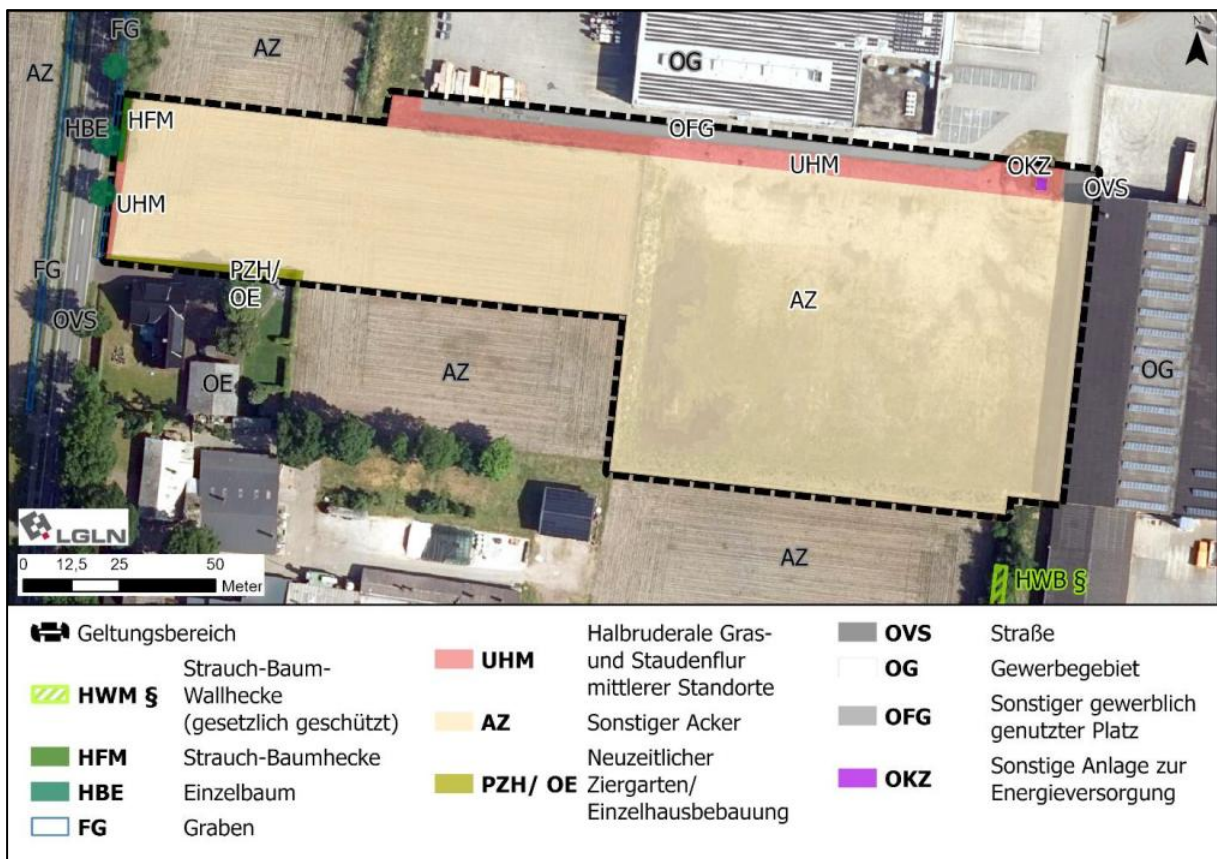 FG
AZ
AZ
OG
N
HBE
HFM
OFG
UHM
OKZ
OVS
UHM
FG
PZH/
OE
OVS
AZ
OE
AZ
OG
LGLN
0 12,5 25 50
Meter
AZ
HWB §
Geltungsbereich
HWM § Strauch-Baum-
Wallhecke
(gesetzlich geschützt)
HFM Strauch-Baumhecke
HBE Einzelbaum
FG Graben
UHM Halbruderale Gras-
und Staudenflur
mittlerer Standorte
AZ Sonstiger Acker
PZH/ OE Neuzeitlicher
Ziergarten/
Einzelhausbebauung
OVS Straße
OG Gewerbegebiet
OFG Sonstiger gewerblich
genutzter Platz
OKZ Sonstige Anlage zur
Energieversorgung